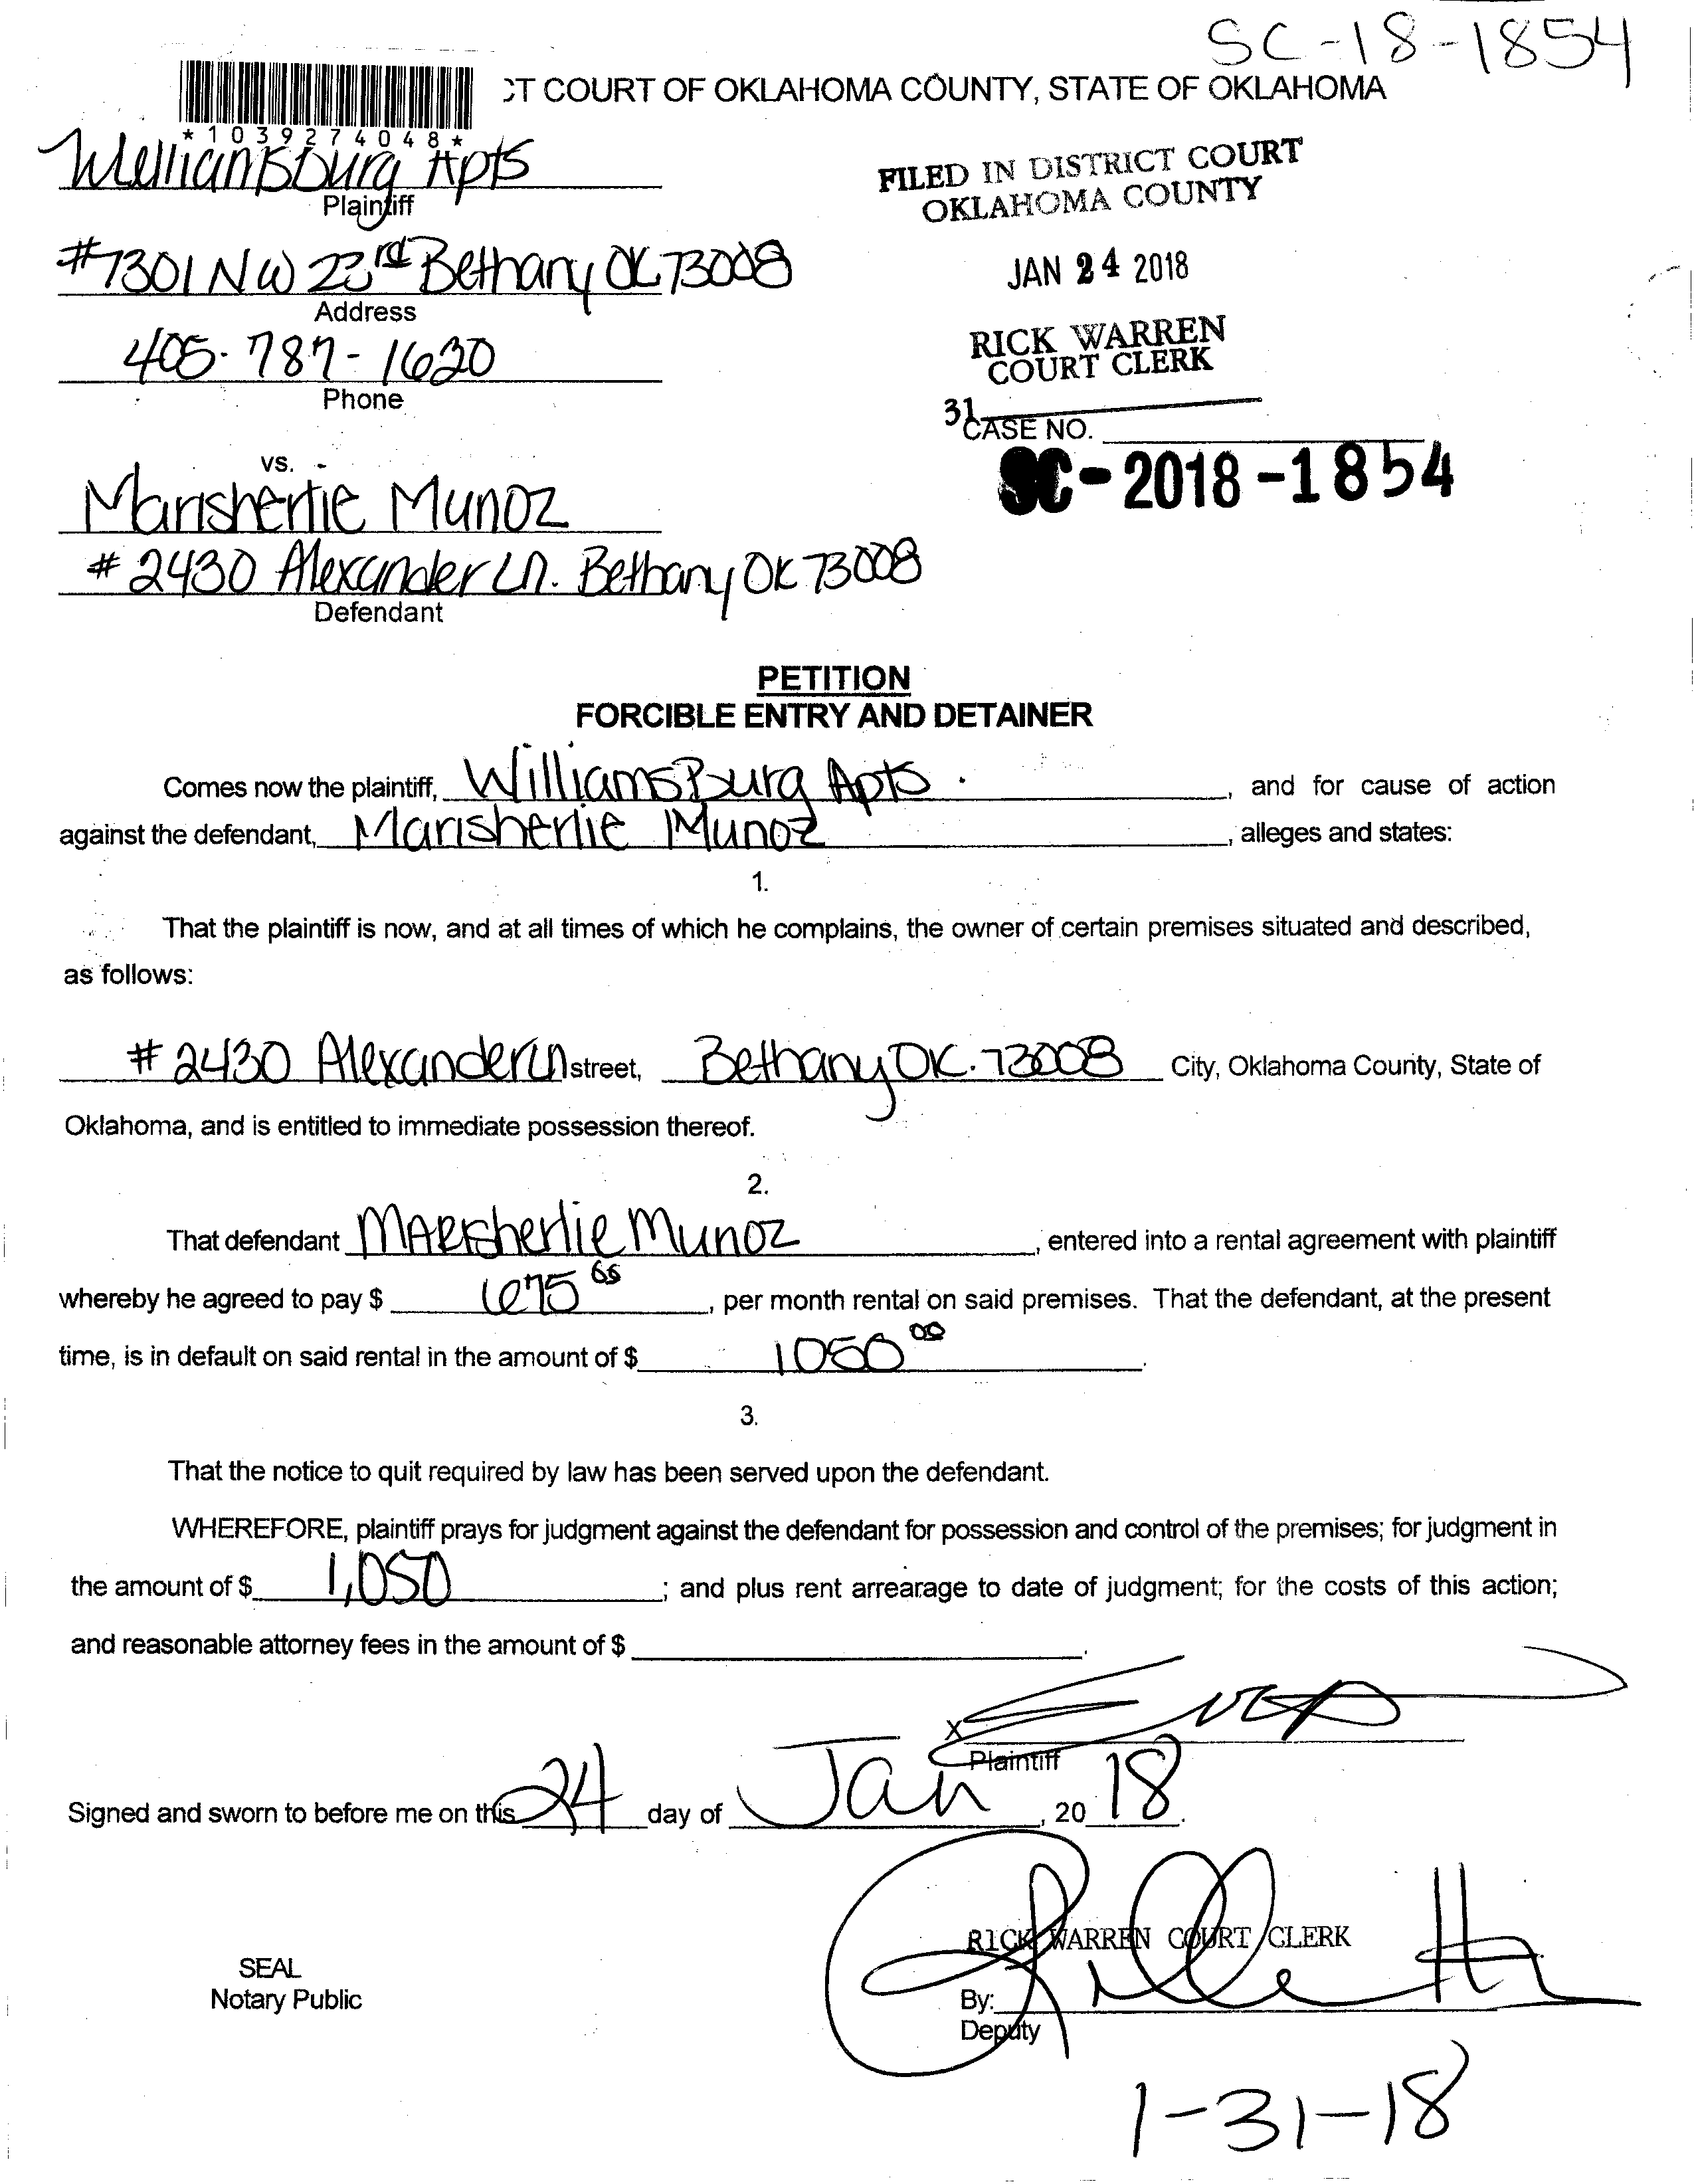 SC-18-1854
CT COURT OF OKLAHOMA COUNTY, STATE OF OKLAHOMA
*1039274048*
Williamsburg Apts
Plaintiff
#7301 NW 23rd Bethany OK 73008
Address
405-787-1620
Phone
FILED IN DISTRICT COURT
OKLAHOMA COUNTY
JAN 24 2018
RICK WARREN
COURT CLERK
31
CASE NO.
SC-2018-1854
vs.
Marisherlie Munoz
#2430 Alexander Ln. Bethany OK 73008
Defendant
PETITION
FORCIBLE ENTRY AND DETAINER
Comes now the plaintiff, WilliamsBurg Apts. , and for cause of action
against the defendant, Marisherlie Munoz , alleges and states:
1.
That the plaintiff is now, and at all times of which he complains, the owner of certain premises situated and described,
as follows:
#2430 Alexander Ln street, Bethany OK. 73008 City, Oklahoma County, State of
Oklahoma, and is entitled to immediate possession thereof.
2.
That defendant Marisherlie Munoz , entered into a rental agreement with plaintiff
whereby he agreed to pay $ 675 , per month rental on said premises. That the defendant, at the present
time, is in default on said rental in the amount of $ 1050 00 .
3.
That the notice to quit required by law has been served upon the defendant.
WHEREFORE, plaintiff prays for judgment against the defendant for possession and control of the premises; for judgment in
the amount of $ 1,050 ; and plus rent arrearage to date of judgment; for the costs of this action;
and reasonable attorney fees in the amount of $ .
X
Plaintiff
Signed and sworn to before me on this 24 day of Jan , 20 18.
RICK WARREN COURT CLERK
SEAL
Notary Public
By:
Deputy
1-31-18